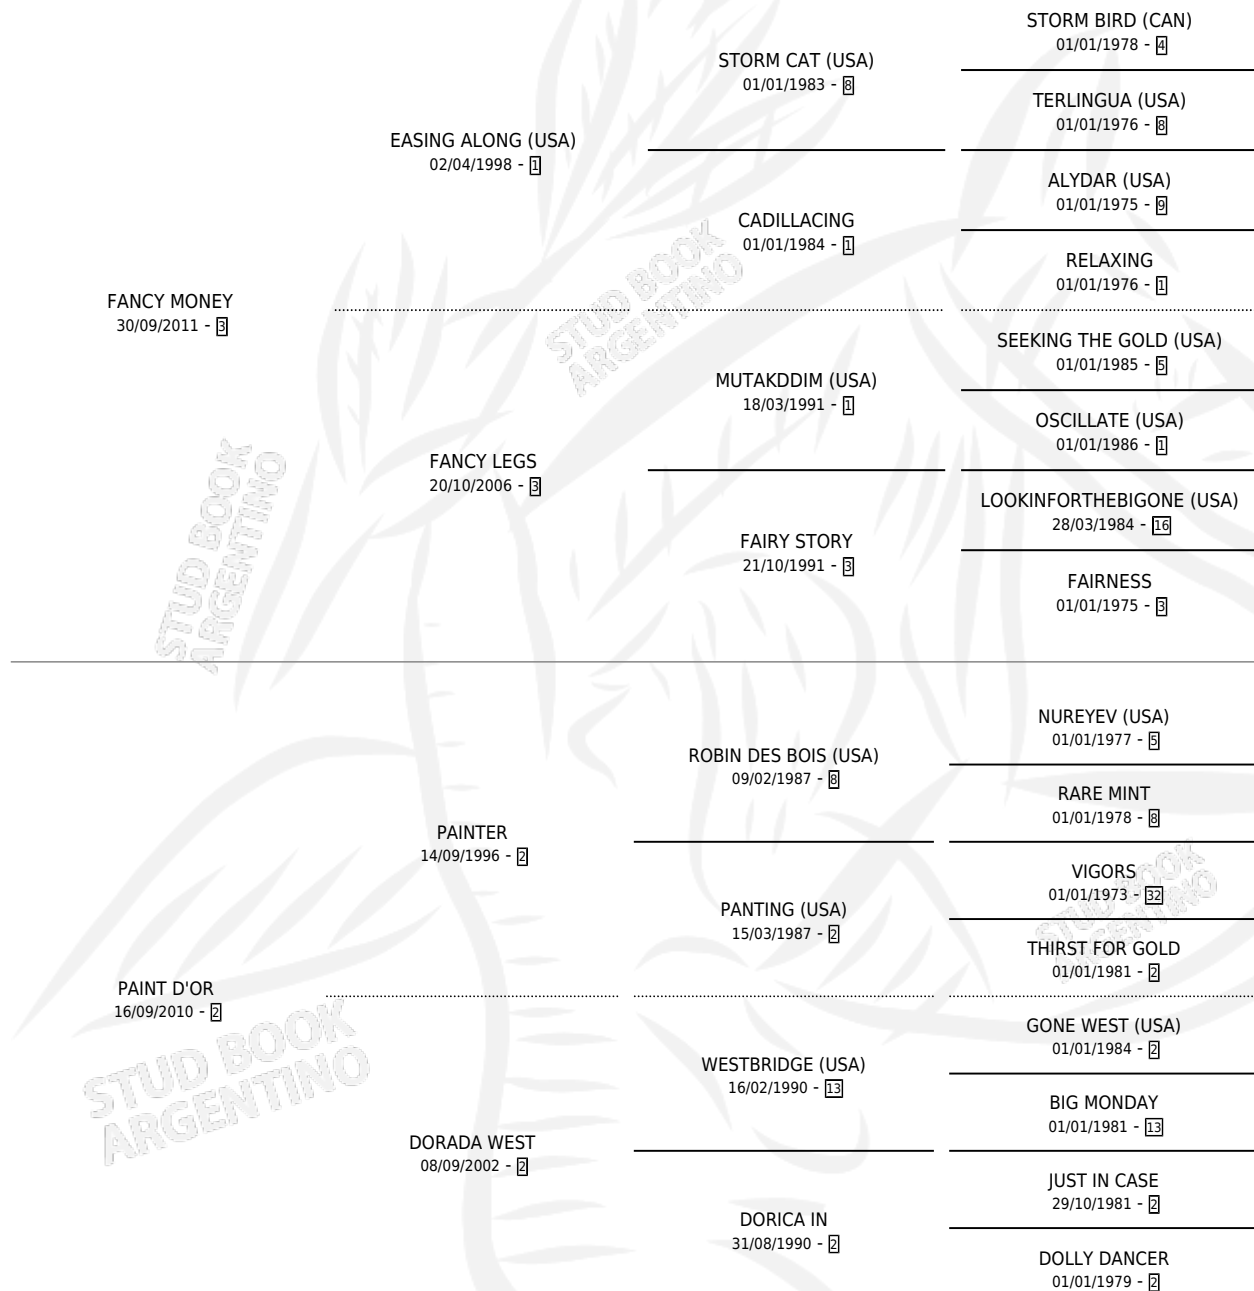 STORM BIRD (CAN)
01/01/1978 - 4
STORM CAT (USA)
01/01/1983 - 8
TERLINGUA (USA)
01/01/1976 - 8
EASING ALONG (USA)
02/04/1998 - 1
ALYDAR (USA)
01/01/1975 - 9
CADILLACING
01/01/1984 - 1
RELAXING
01/01/1976 - 1
FANCY MONEY
30/09/2011 - 3
STUD BOOK
ARGENTINO
SEEKING THE GOLD (USA)
01/01/1985 - 5
MUTAKDDIM (USA)
18/03/1991 - 1
OSCILLATE (USA)
01/01/1986 - 1
FANCY LEGS
20/10/2006 - 3
LOOKINFORTHEBIGONE (USA)
28/03/1984 - 16
FAIRY STORY
21/10/1991 - 3
FAIRNESS
01/01/1975 - 3
STUD BOOK
ARGENTINO
NUREYEV (USA)
01/01/1977 - 5
ROBIN DES BOIS (USA)
09/02/1987 - 8
RARE MINT
01/01/1978 - 8
PAINTER
14/09/1996 - 2
VIGORS
01/01/1973 - 32
PANTING (USA)
15/03/1987 - 2
THIRST FOR GOLD
01/01/1981 - 2
STUD BOOK
ARGENTINO
PAINT D'OR
16/09/2010 - 2
GONE WEST (USA)
01/01/1984 - 2
WESTBRIDGE (USA)
16/02/1990 - 13
BIG MONDAY
01/01/1981 - 13
STUD BOOK
ARGENTINO
DORADA WEST
08/09/2002 - 2
JUST IN CASE
29/10/1981 - 2
DORICA IN
31/08/1990 - 2
DOLLY DANCER
01/01/1979 - 2